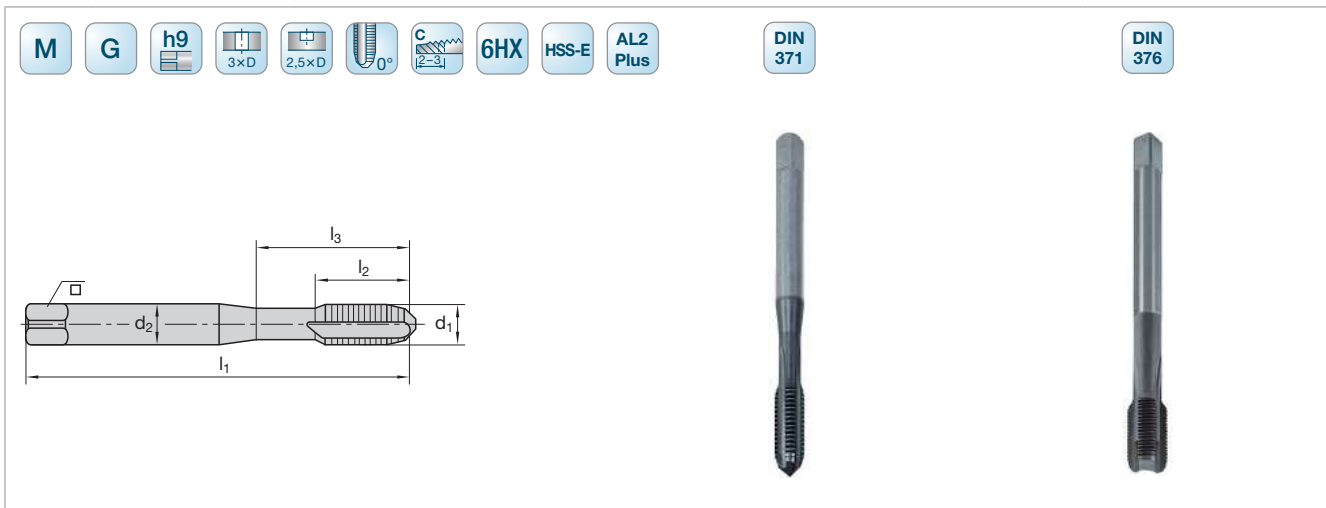 M
G
h9
3×D
2,5×D
0°
C
2–3
6HX
HSS-E
AL2
Plus
DIN
371
DIN
376
l3
l2
d2
d1
l1